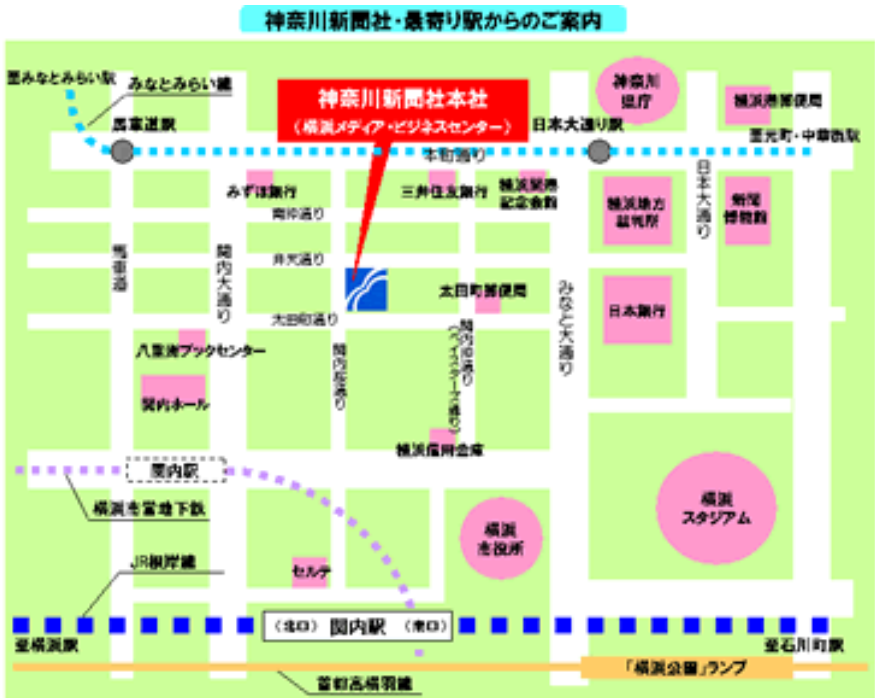 神奈川新聞社・最寄り駅からのご案内
至みなとみらい駅
みなとみらい線
神奈川新聞社本社
(横浜メディア・ビジネスセンター)
神奈川
県庁
横浜港郵便局
馬車道駅
日本大通り駅
至元町・中華街駅
本町通り
みずほ銀行
三井住友銀行
横浜開港
記念会館
横浜地方
裁判所
日本大通り
新聞
博物館
南仲通り
馬車道
関内大通り
弁天通り
太田町郵便局
みなと大通り
日本銀行
太田町通り
八重洲ブックセンター
関内桜通り
(ベイスターズ通り)
関内ホール
横浜信用金庫
関内駅
横浜市営地下鉄
横浜
スタジアム
横浜
市役所
JR根岸線
セルテ
(北口) 関内駅 (南口)
至横浜駅
至石川町駅
「横浜公園」ランプ
首都高横羽線